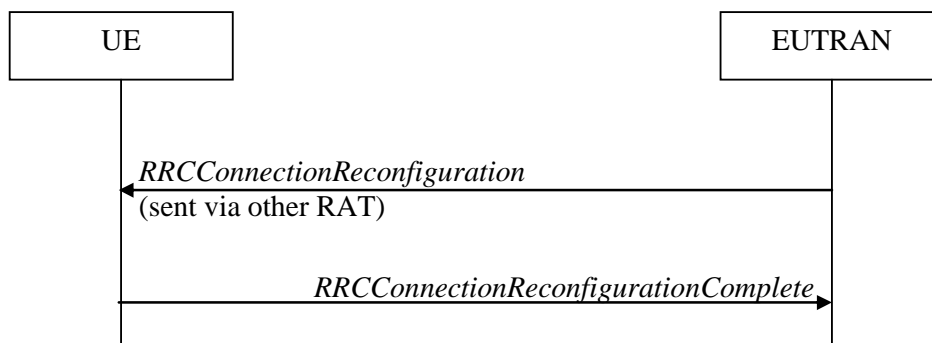 UE
EUTRAN
RRCConnectionReconfiguration
(sent via other RAT)
RRCConnectionReconfigurationComplete